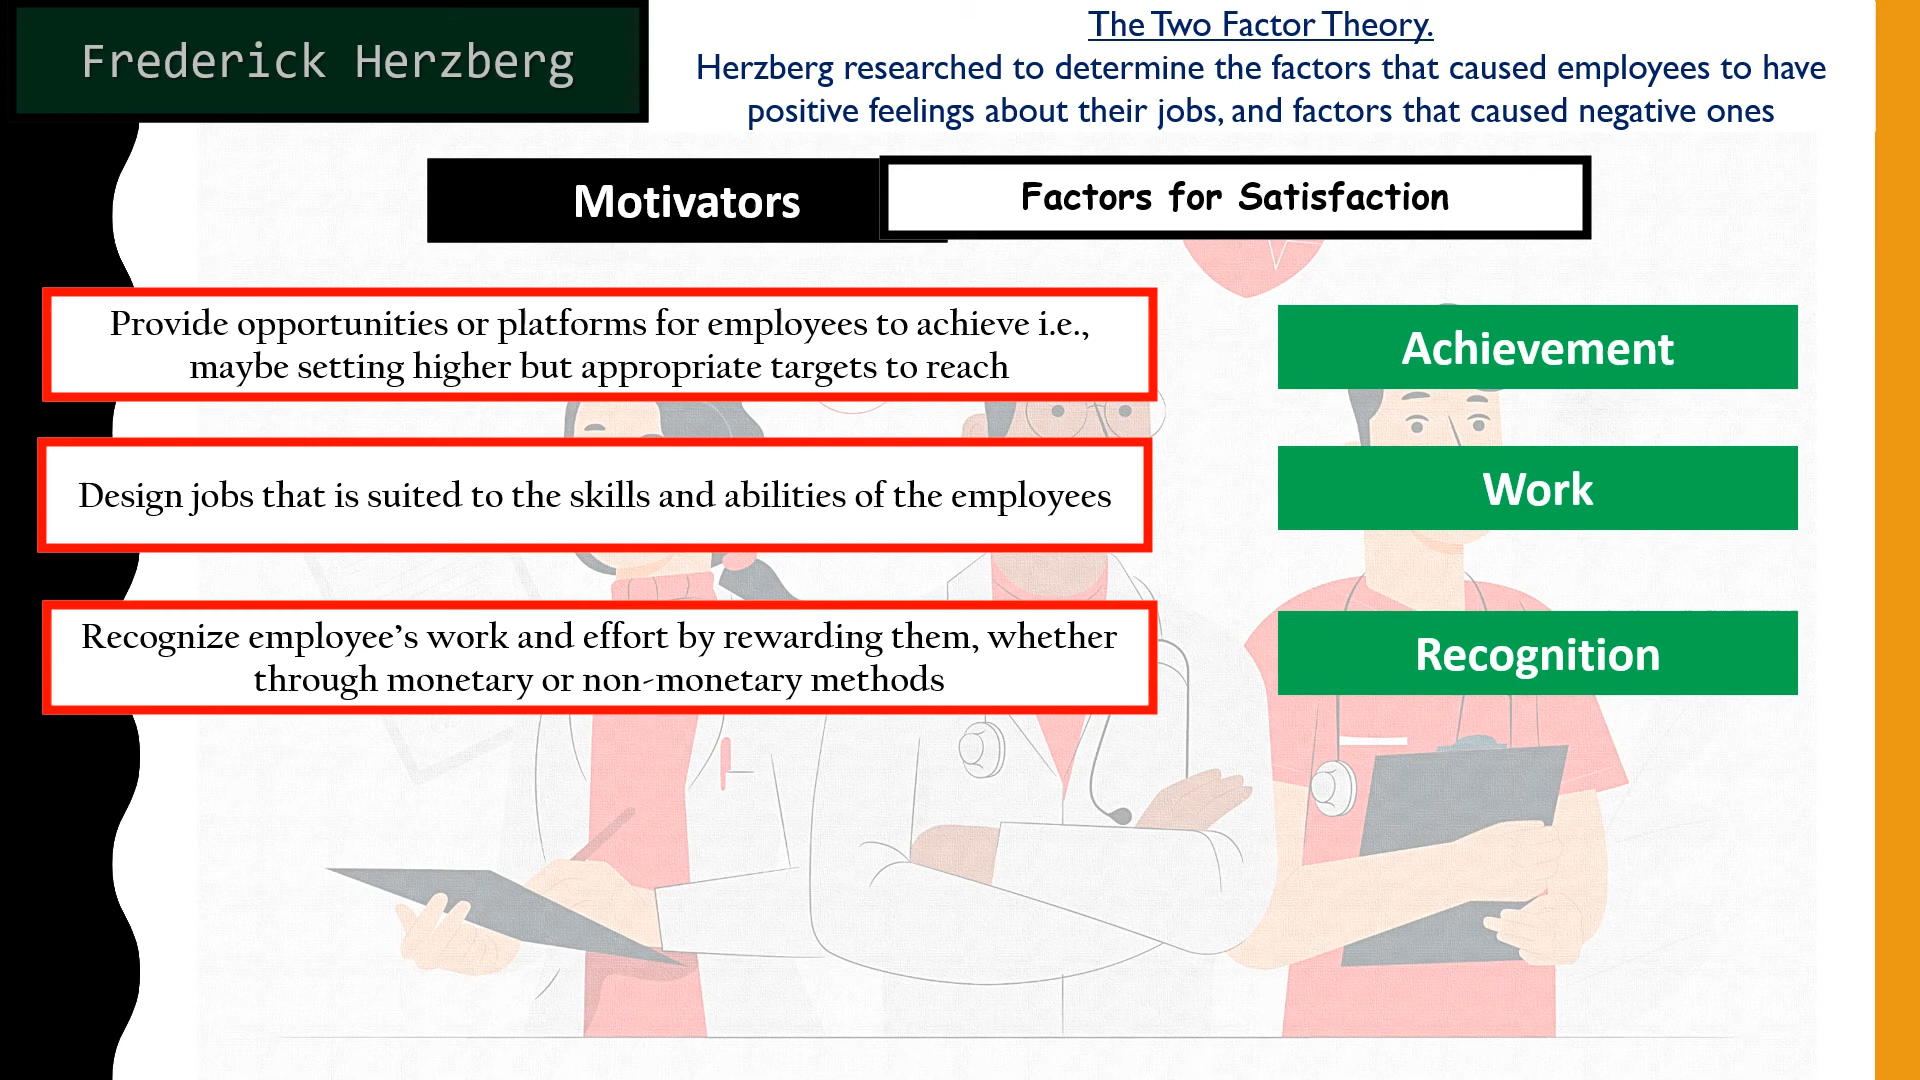 Frederick Herzberg
The Two Factor Theory.
Herzberg researched to determine the factors that caused employees to have
positive feelings about their jobs, and factors that caused negative ones
Motivators
Factors for Satisfaction
Provide opportunities or platforms for employees to achieve i.e.,
maybe setting higher but appropriate targets to reach
Achievement
Design jobs that is suited to the skills and abilities of the employees
Work
Recognize employee’s work and effort by rewarding them, whether
through monetary or non-monetary methods
Recognition